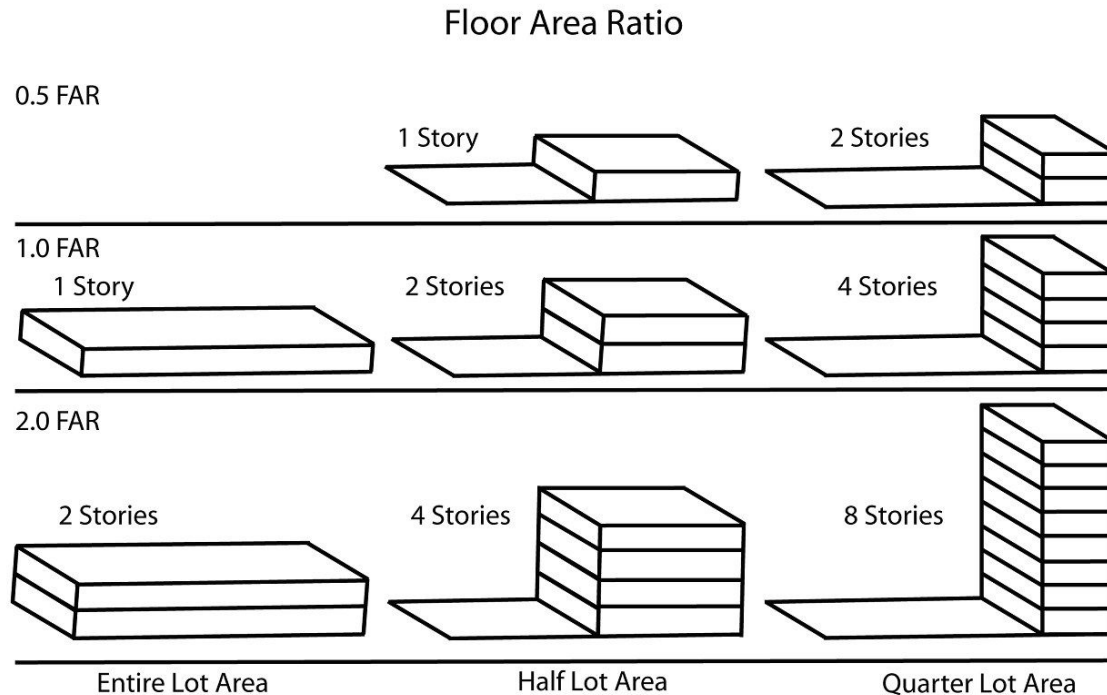 Floor Area Ratio
0.5 FAR
1 Story
2 Stories
1.0 FAR
1 Story
2 Stories
4 Stories
2.0 FAR
2 Stories
4 Stories
8 Stories
Entire Lot Area
Half Lot Area
Quarter Lot Area